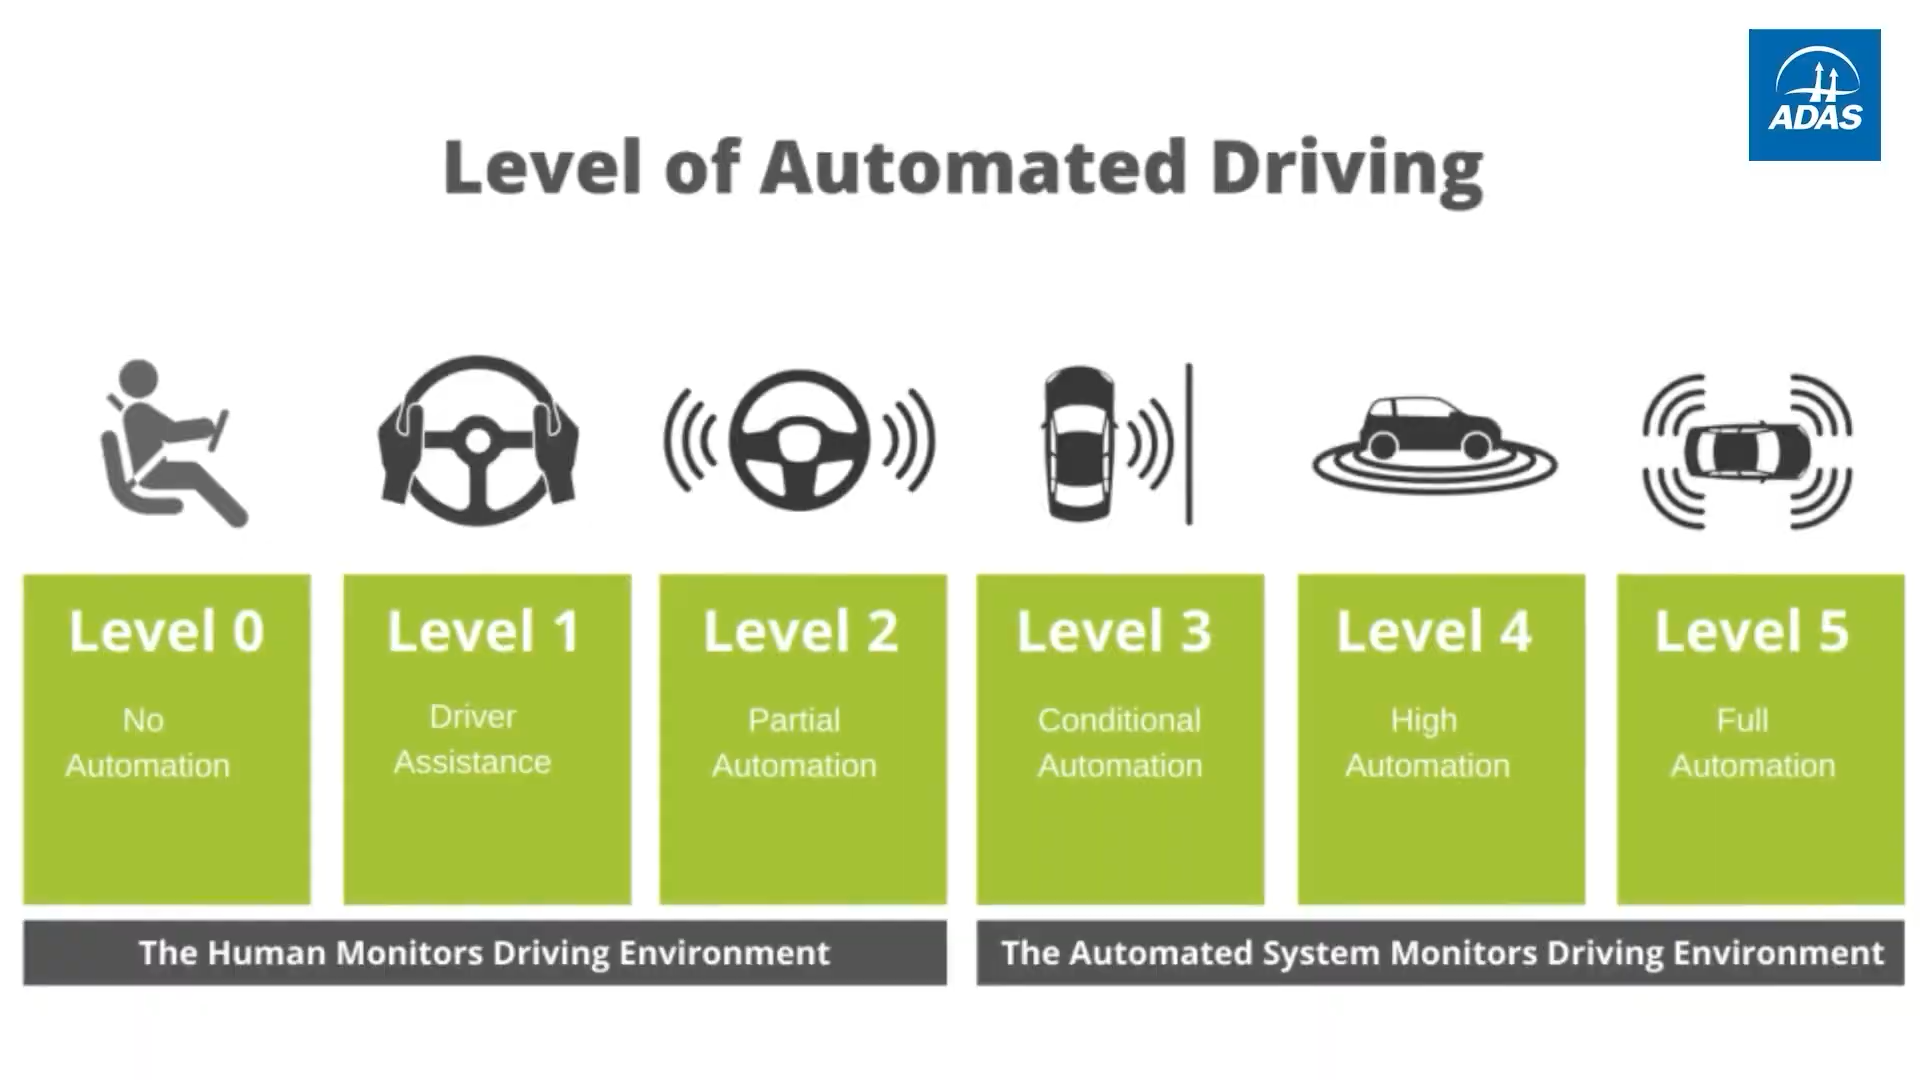 ADAS
Level of Automated Driving
Level 0
No
Automation
Level 1
Driver
Assistance
Level 2
Partial
Automation
Level 3
Conditional
Automation
Level 4
High
Automation
Level 5
Full
Automation
The Human Monitors Driving Environment
The Automated System Monitors Driving Environment